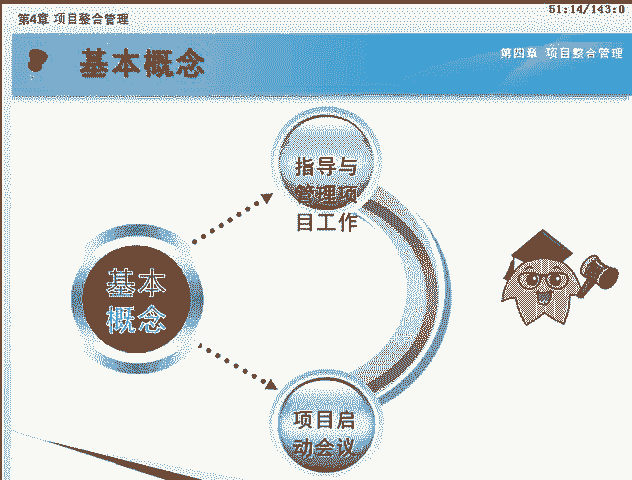 第4章 项目整合管理
51:14/143:0
基本概念
第四章 项目整合管理
指导与
管理项
目工作
基本
概念
项目启
动会议